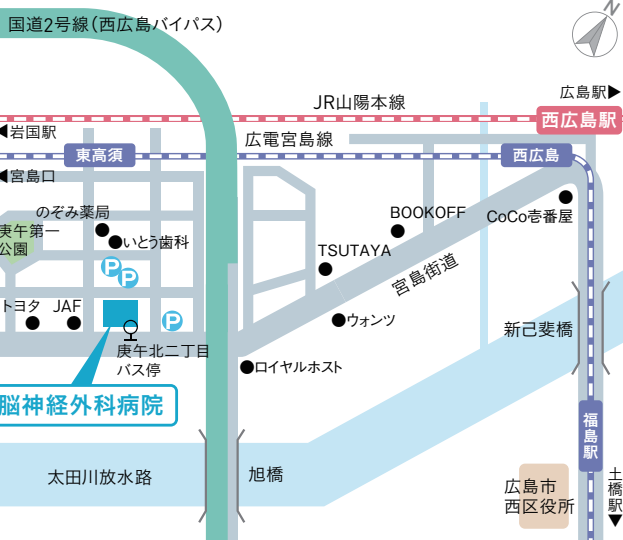 国道2号線（西広島バイパス）
N
広島駅▶
JR山陽本線
西広島駅
◀岩国駅
広電宮島線
東高須
西広島
◀宮島口
のぞみ薬局
庚午第一
公園
いとう歯科
BOOKOFF
CoCo壱番屋
TSUTAYA
宮島街道
P
P
P
トヨタ
JAF
ウォンツ
新己斐橋
庚午北二丁目
バス停
ロイヤルホスト
脳神経外科病院
福島駅
太田川放水路
旭橋
広島市
西区役所
土橋駅▼